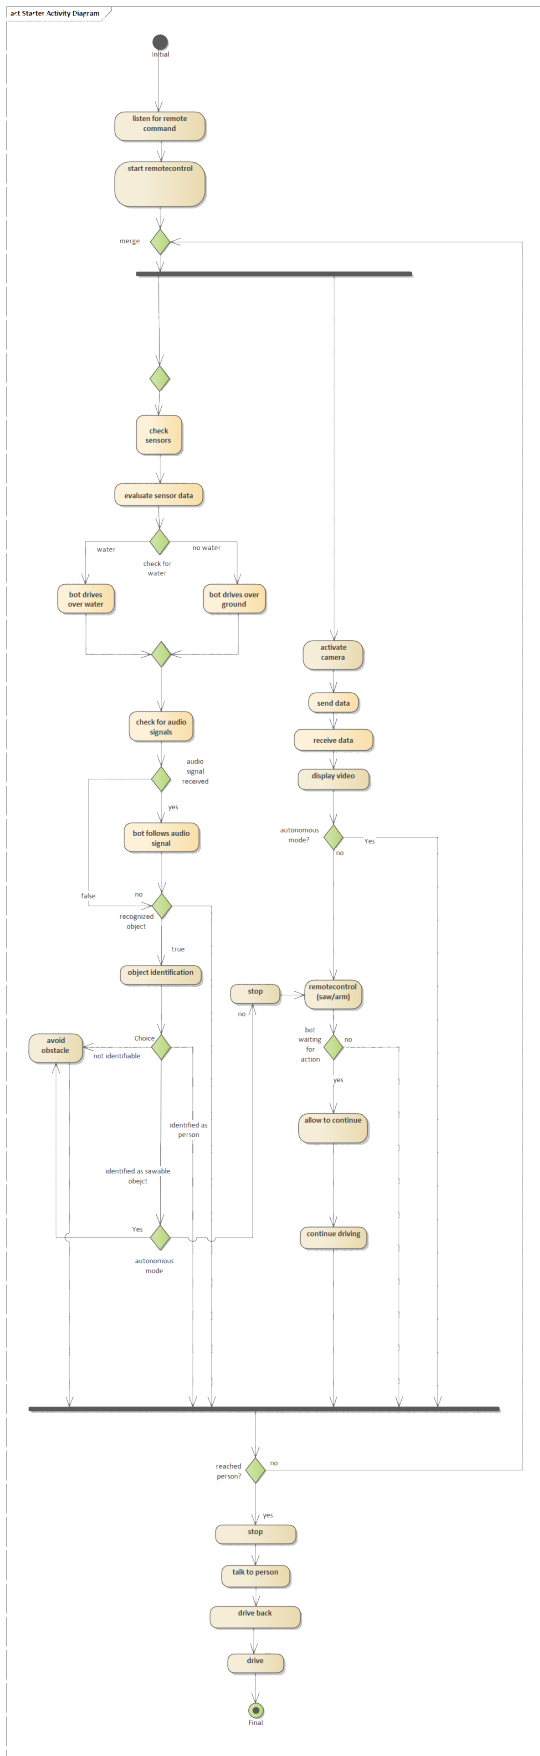 act Starter Activity Diagram
Initial
listen for remote
command
start remotecontrol
merge
check
sensors
evaluate sensor data
water
no water
check for
water
bot drives
over water
bot drives over
ground
activate
camera
send data
check for audio
signals
receive data
audio
signal
received
display video
yes
bot follows audio
signal
autonomous
mode?
Yes
no
false
no
recognized
object
true
object identification
stop
remotecontrol
(saw/arm)
no
avoid
obstacle
Choice
not identifiable
bot
waiting
for
action
no
yes
identified as
person
allow to continue
identified as sawable
obejct
Yes
autonomous
mode
continue driving
reached
person?
no
yes
stop
talk to person
drive back
drive
Final